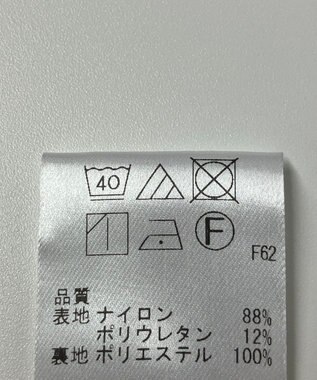 40
F
F62
品質
表地 ナイロン 88%
ポリウレタン 12%
裏地 ポリエステル 100%